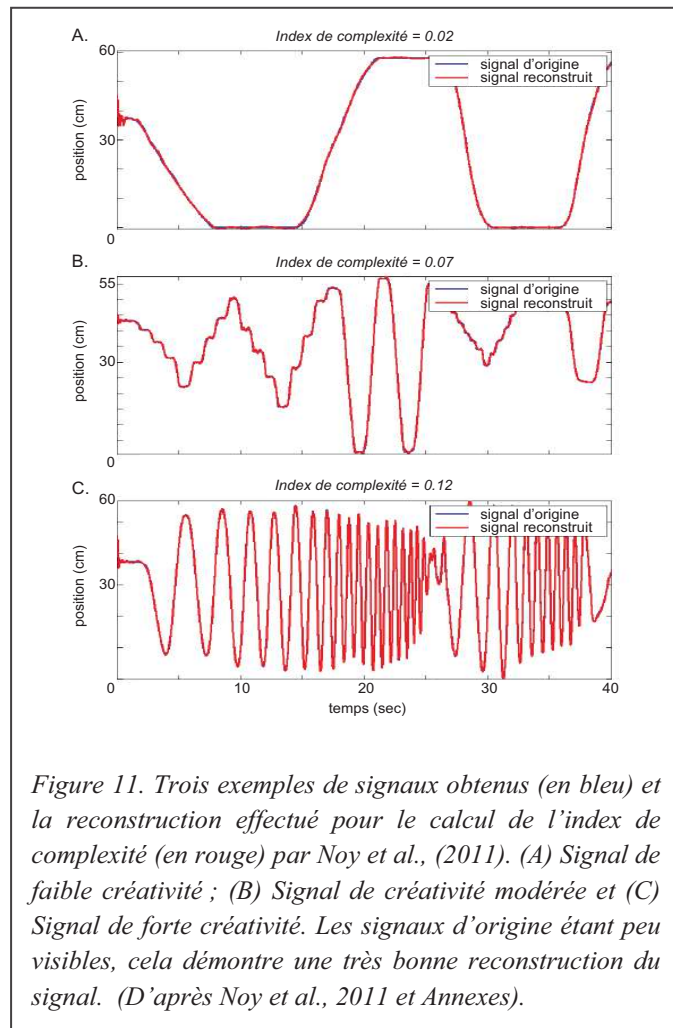 A.
Index de complexité = 0.02
60
signal d'origine
signal reconstruit
position (cm)
30
0
B.
Index de complexité = 0.07
55
signal d'origine
signal reconstruit
position (cm)
30
0
C.
Index de complexité = 0.12
60
signal d'origine
signal reconstruit
position (cm)
30
0 10 20 30 40
temps (sec)
Figure 11. Trois exemples de signaux obtenus (en bleu) et
la reconstruction effectué pour le calcul de l'index de
complexité (en rouge) par Noy et al., (2011). (A) Signal de
faible créativité ; (B) Signal de créativité modérée et (C)
Signal de forte créativité. Les signaux d'origine étant peu
visibles, cela démontre une très bonne reconstruction du
signal. (D'après Noy et al., 2011 et Annexes).